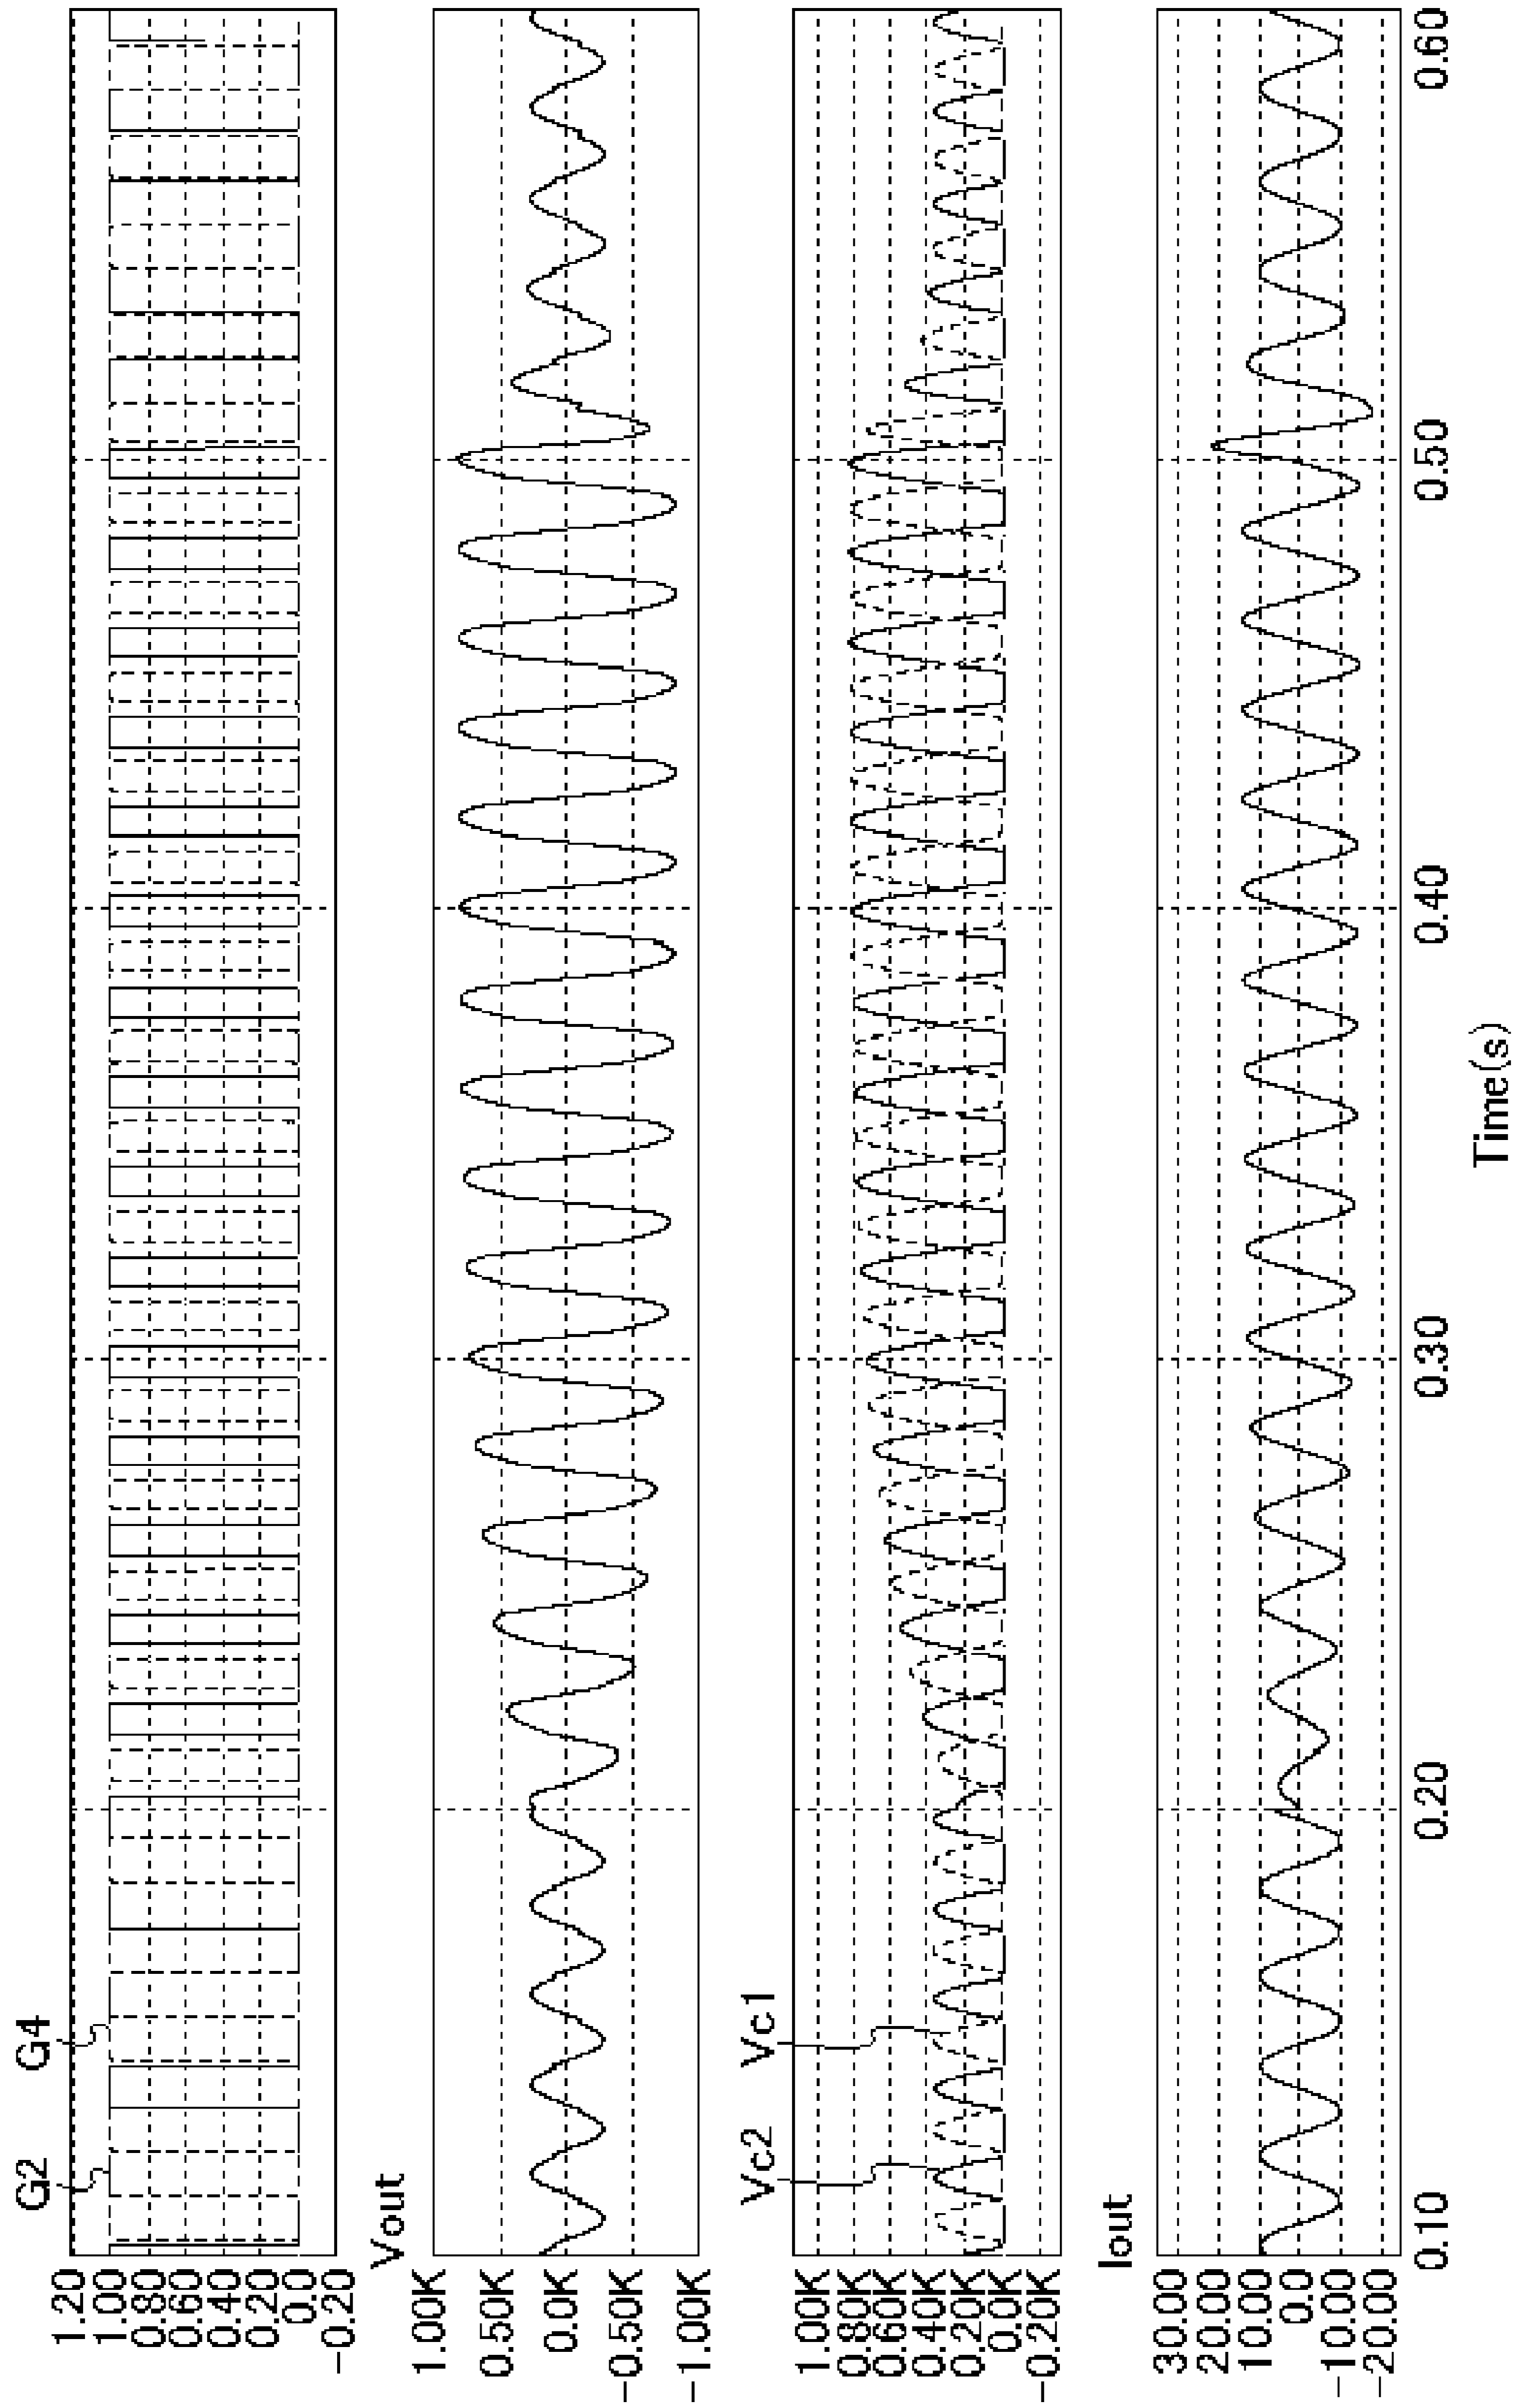 G2
G4
1.20
1.00
0.80
0.60
0.40
0.20
0.0
-0.20
Vout
1.00K
0.50K
0.0K
-0.50K
-1.00K
Vc2
Vc1
1.00K
0.80K
0.60K
0.40K
0.20K
0.0K
-0.20K
Iout
30.00
20.00
10.00
0.0
-10.00
-20.00
0.10
0.20
0.30
0.40
0.50
0.60
Time(s)